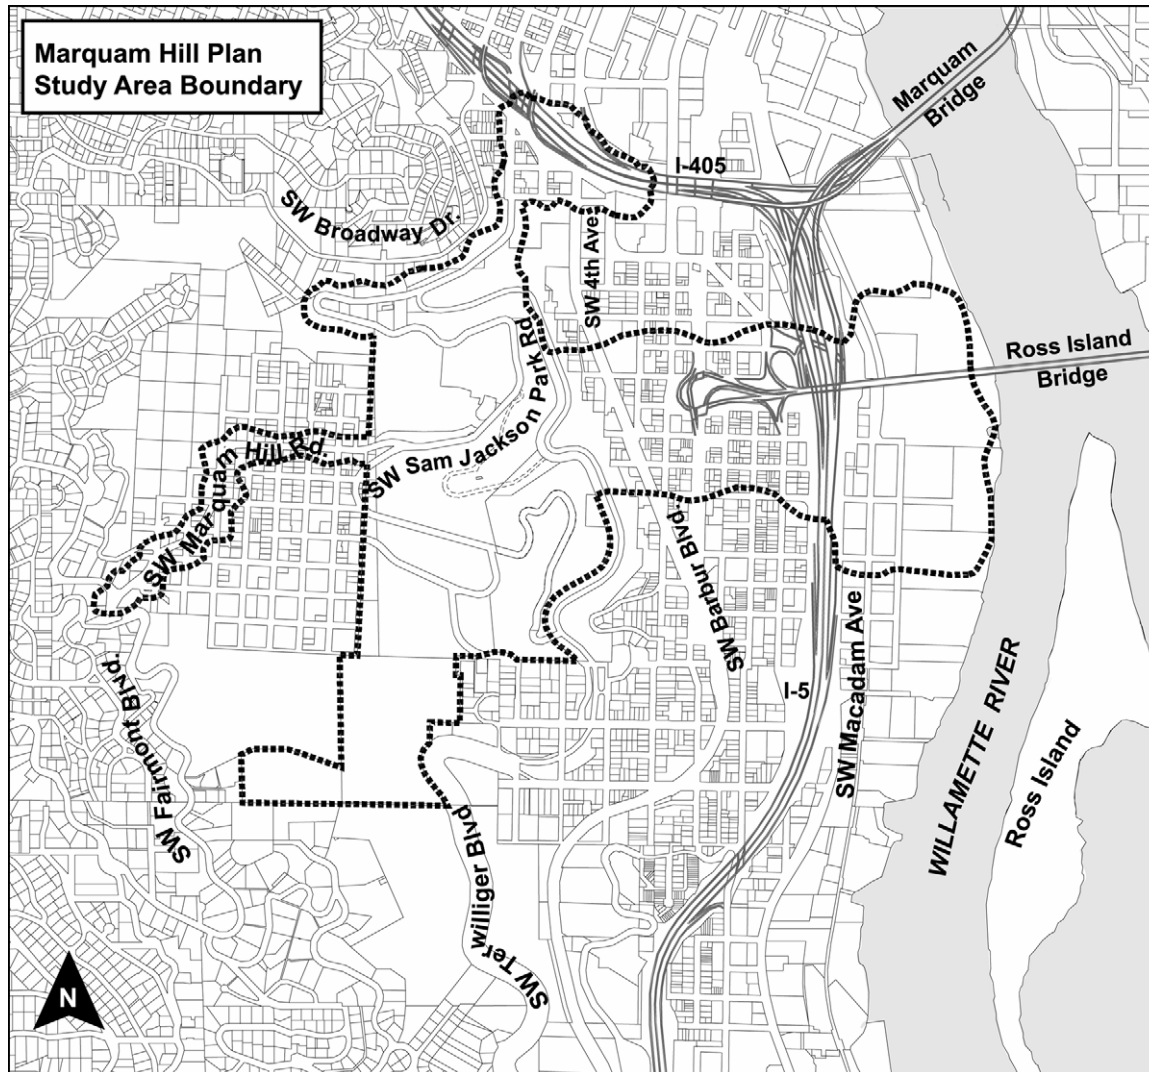 Marquam Hill Plan
Study Area Boundary
Marquam
Bridge
I-405
SW Broadway Dr.
SW 4th Ave
Ross Island
Bridge
SW Sam Jackson Park Rd
SW Marquam Hill Rd.
SW Barbur Blvd.
SW Macadam Ave
I-5
SW Fairmont Blvd.
WILLAMETTE RIVER
Ross Island
SW Terwilliger Blvd
N